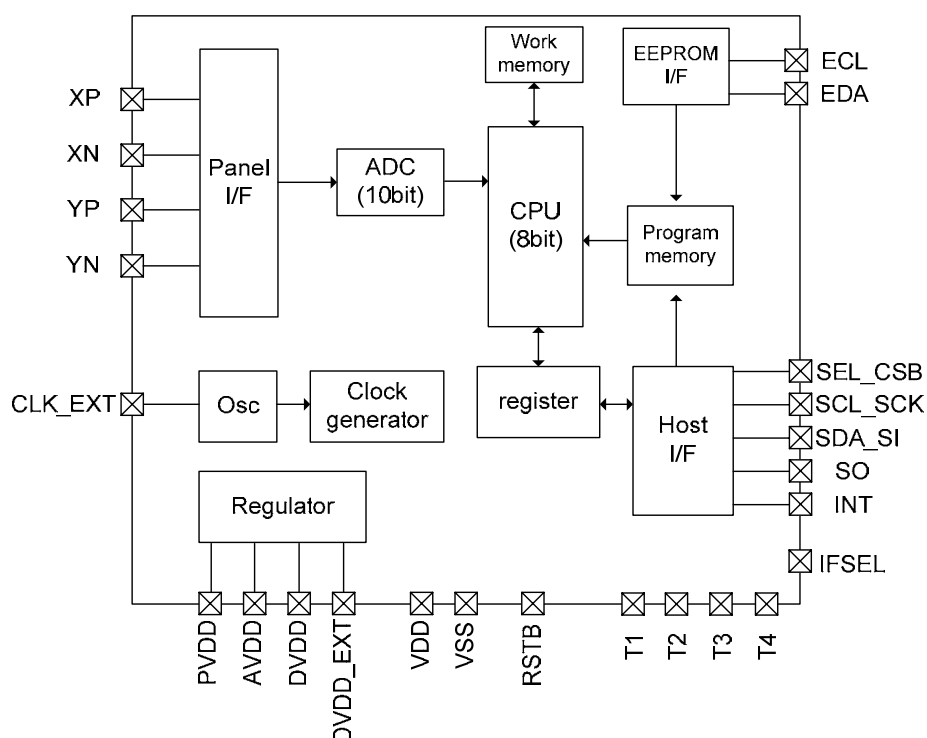 Work
memory
EEPROM
I/F
ECL
EDA
XP
XN
YP
YN
Panel
I/F
ADC
(10bit)
CPU
(8bit)
Program
memory
CLK_EXT
Osc
Clock
generator
register
Host
I/F
SEL_CSB
SCL_SCK
SDA_SI
SO
INT
IFSEL
Regulator
PVDD
AVDD
DVDD
DVDD_EXT
VDD
VSS
RSTB
T1
T2
T3
T4